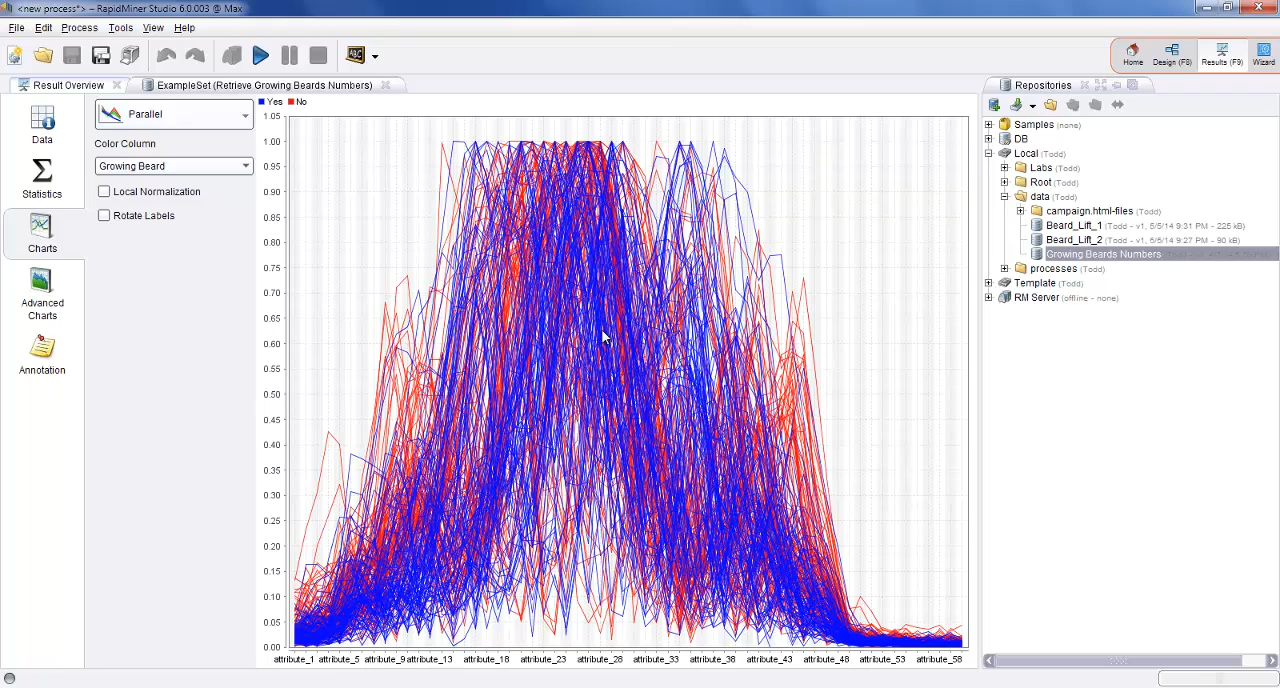 <new process*> – RapidMiner Studio 6.0.003 @ Max
File Edit Process Tools View Help
ABC
Home Design (F8) Results (F9) Wizard
Result Overview ExampleSet (Retrieve Growing Beards Numbers) Repositories
Data
Statistics
Charts
Advanced
Charts
Annotation
Parallel
Color Column
Growing Beard
Local Normalization
Rotate Labels
Yes No
1.05
1.00
0.95
0.90
0.85
0.80
0.75
0.70
0.65
0.60
0.55
0.50
0.45
0.40
0.35
0.30
0.25
0.20
0.15
0.10
0.05
0.00
attribute_1 attribute_5 attribute_9 attribute_13 attribute_18 attribute_23 attribute_28 attribute_33 attribute_38 attribute_43 attribute_48 attribute_53 attribute_58
Samples (none)
DB
Local (Todd)
Labs (Todd)
Root (Todd)
data (Todd)
campaign.html-files (Todd)
Beard_Lift_1 (Todd – v1, 5/5/14 9:31 PM – 225 kB)
Beard_Lift_2 (Todd – v1, 5/5/14 9:27 PM – 90 kB)
Growing Beards Numbers
processes (Todd)
Template (Todd)
RM Server (offline – none)